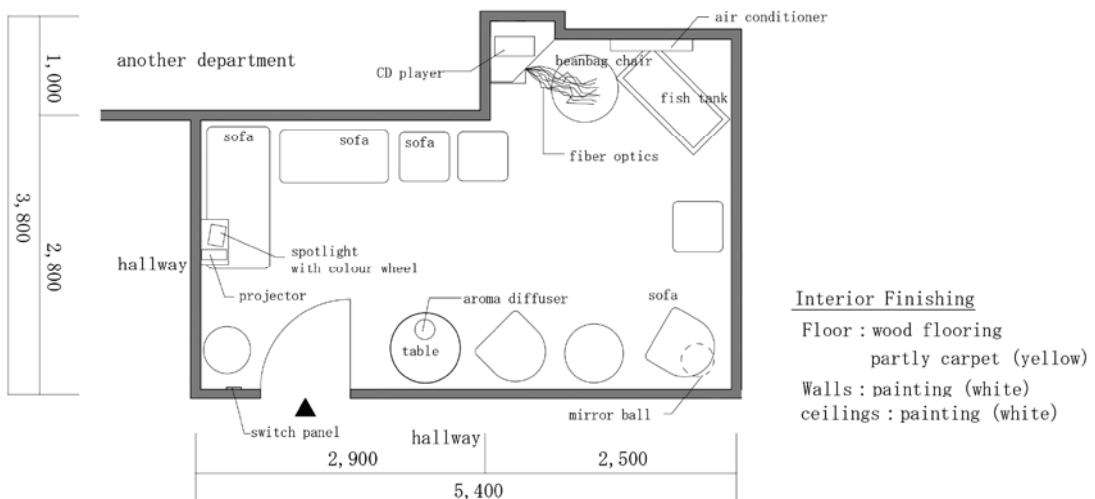 air conditioner
another department
CD player
beanbag chair
fish tank
fiber optics
sofa
sofa
sofa
1,000
3,800
2,800
hallway
spotlight
with colour wheel
projector
aroma diffuser
sofa
table
switch panel
mirror ball
hallway
2,900
2,500
5,400
Interior Finishing
Floor : wood flooring
partly carpet (yellow)
Walls : painting (white)
ceilings : painting (white)